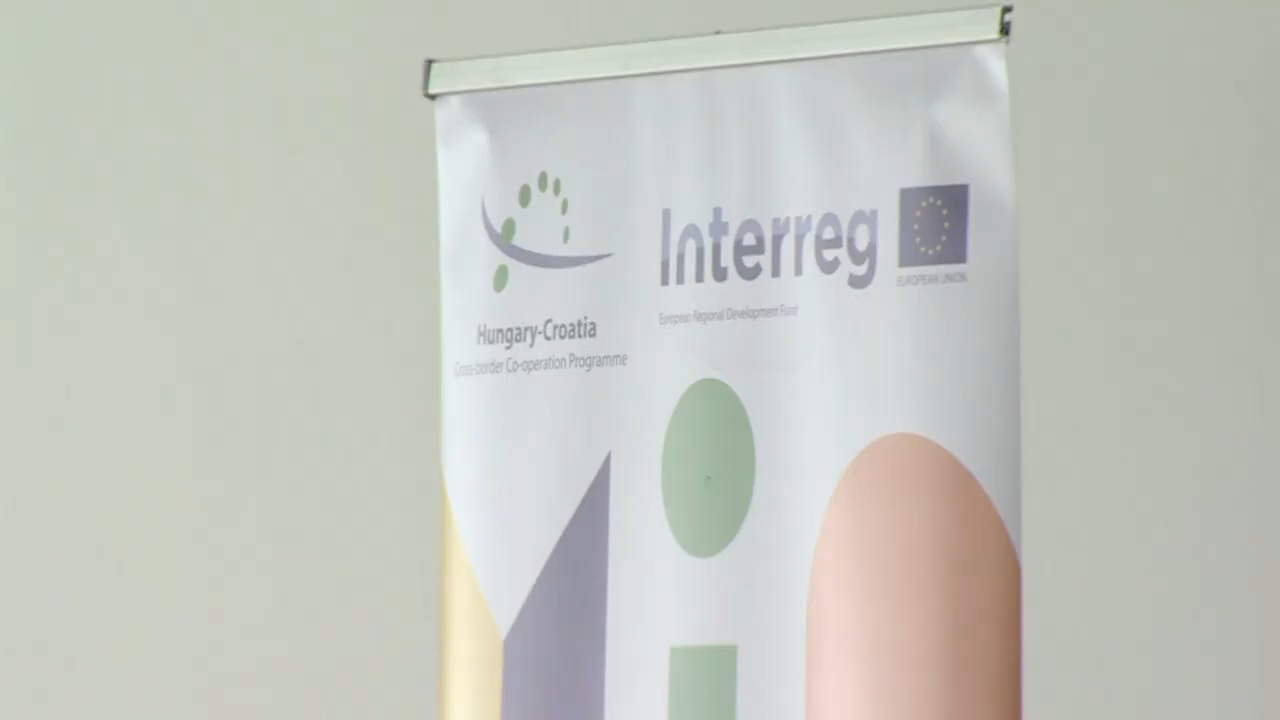 Interreg
EUROPEAN UNION
European Regional Development Fund
Hungary-Croatia
Cross-border Co-operation Programme